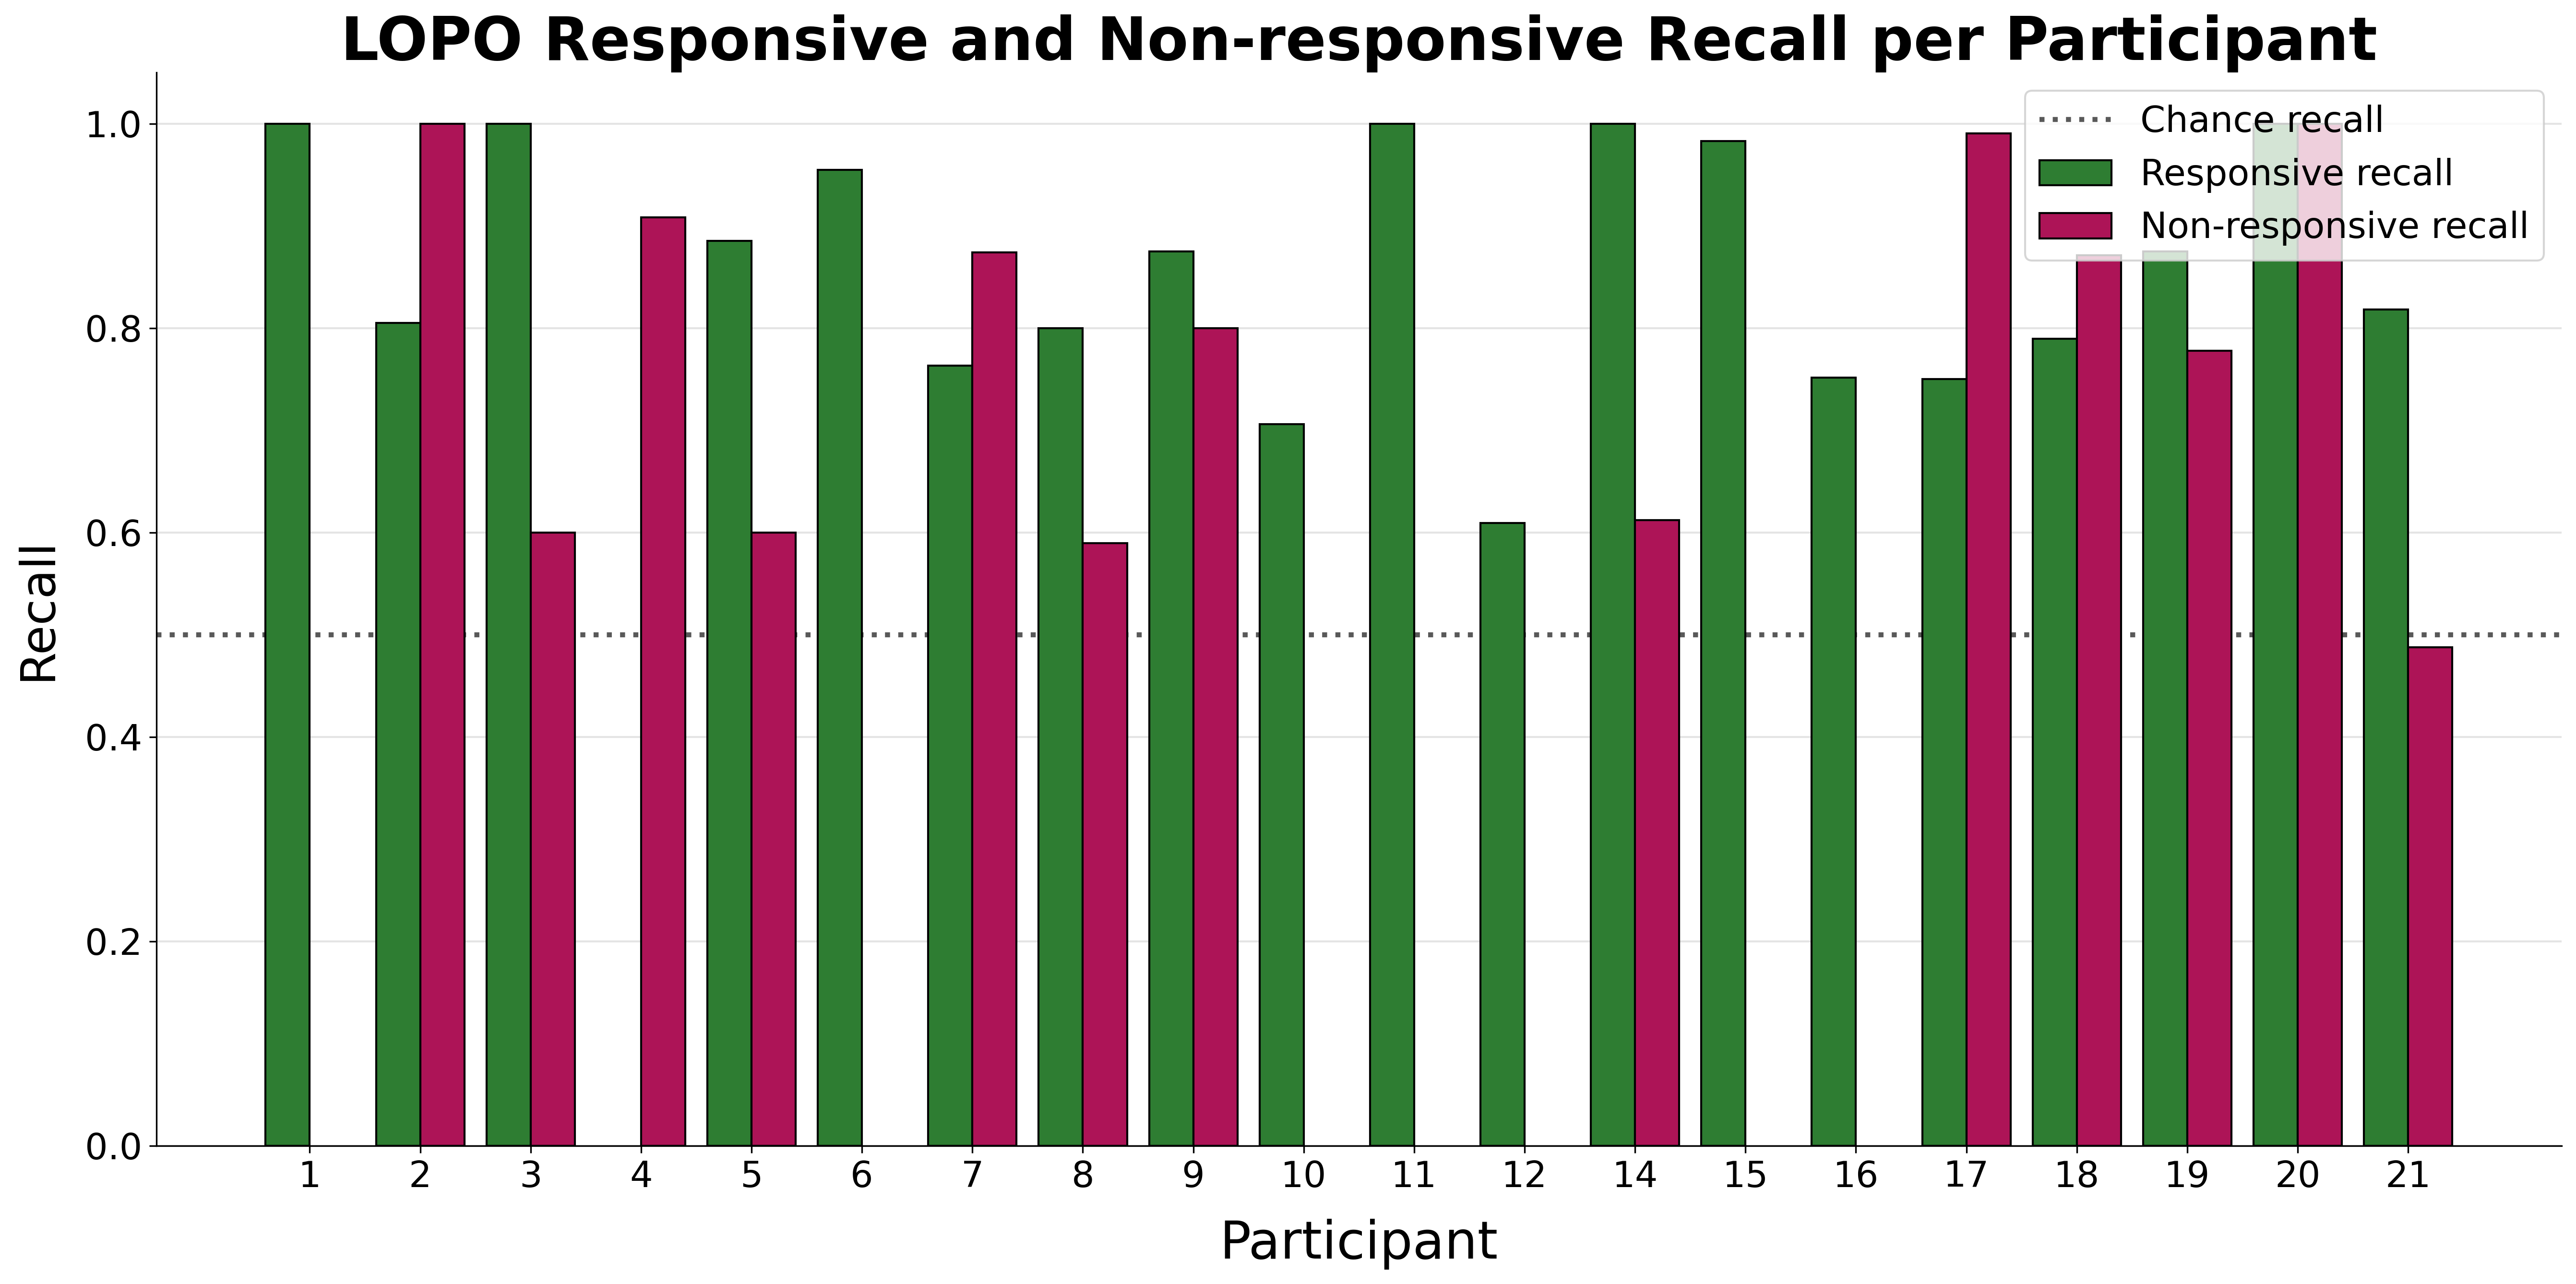 LOPO Responsive and Non-responsive Recall per Participant
Chance recall
Responsive recall
Non-responsive recall
Recall
1.0
0.8
0.6
0.4
0.2
0.0
1 2 3 4 5 6 7 8 9 10 11 12 14 15 16 17 18 19 20 21
Participant